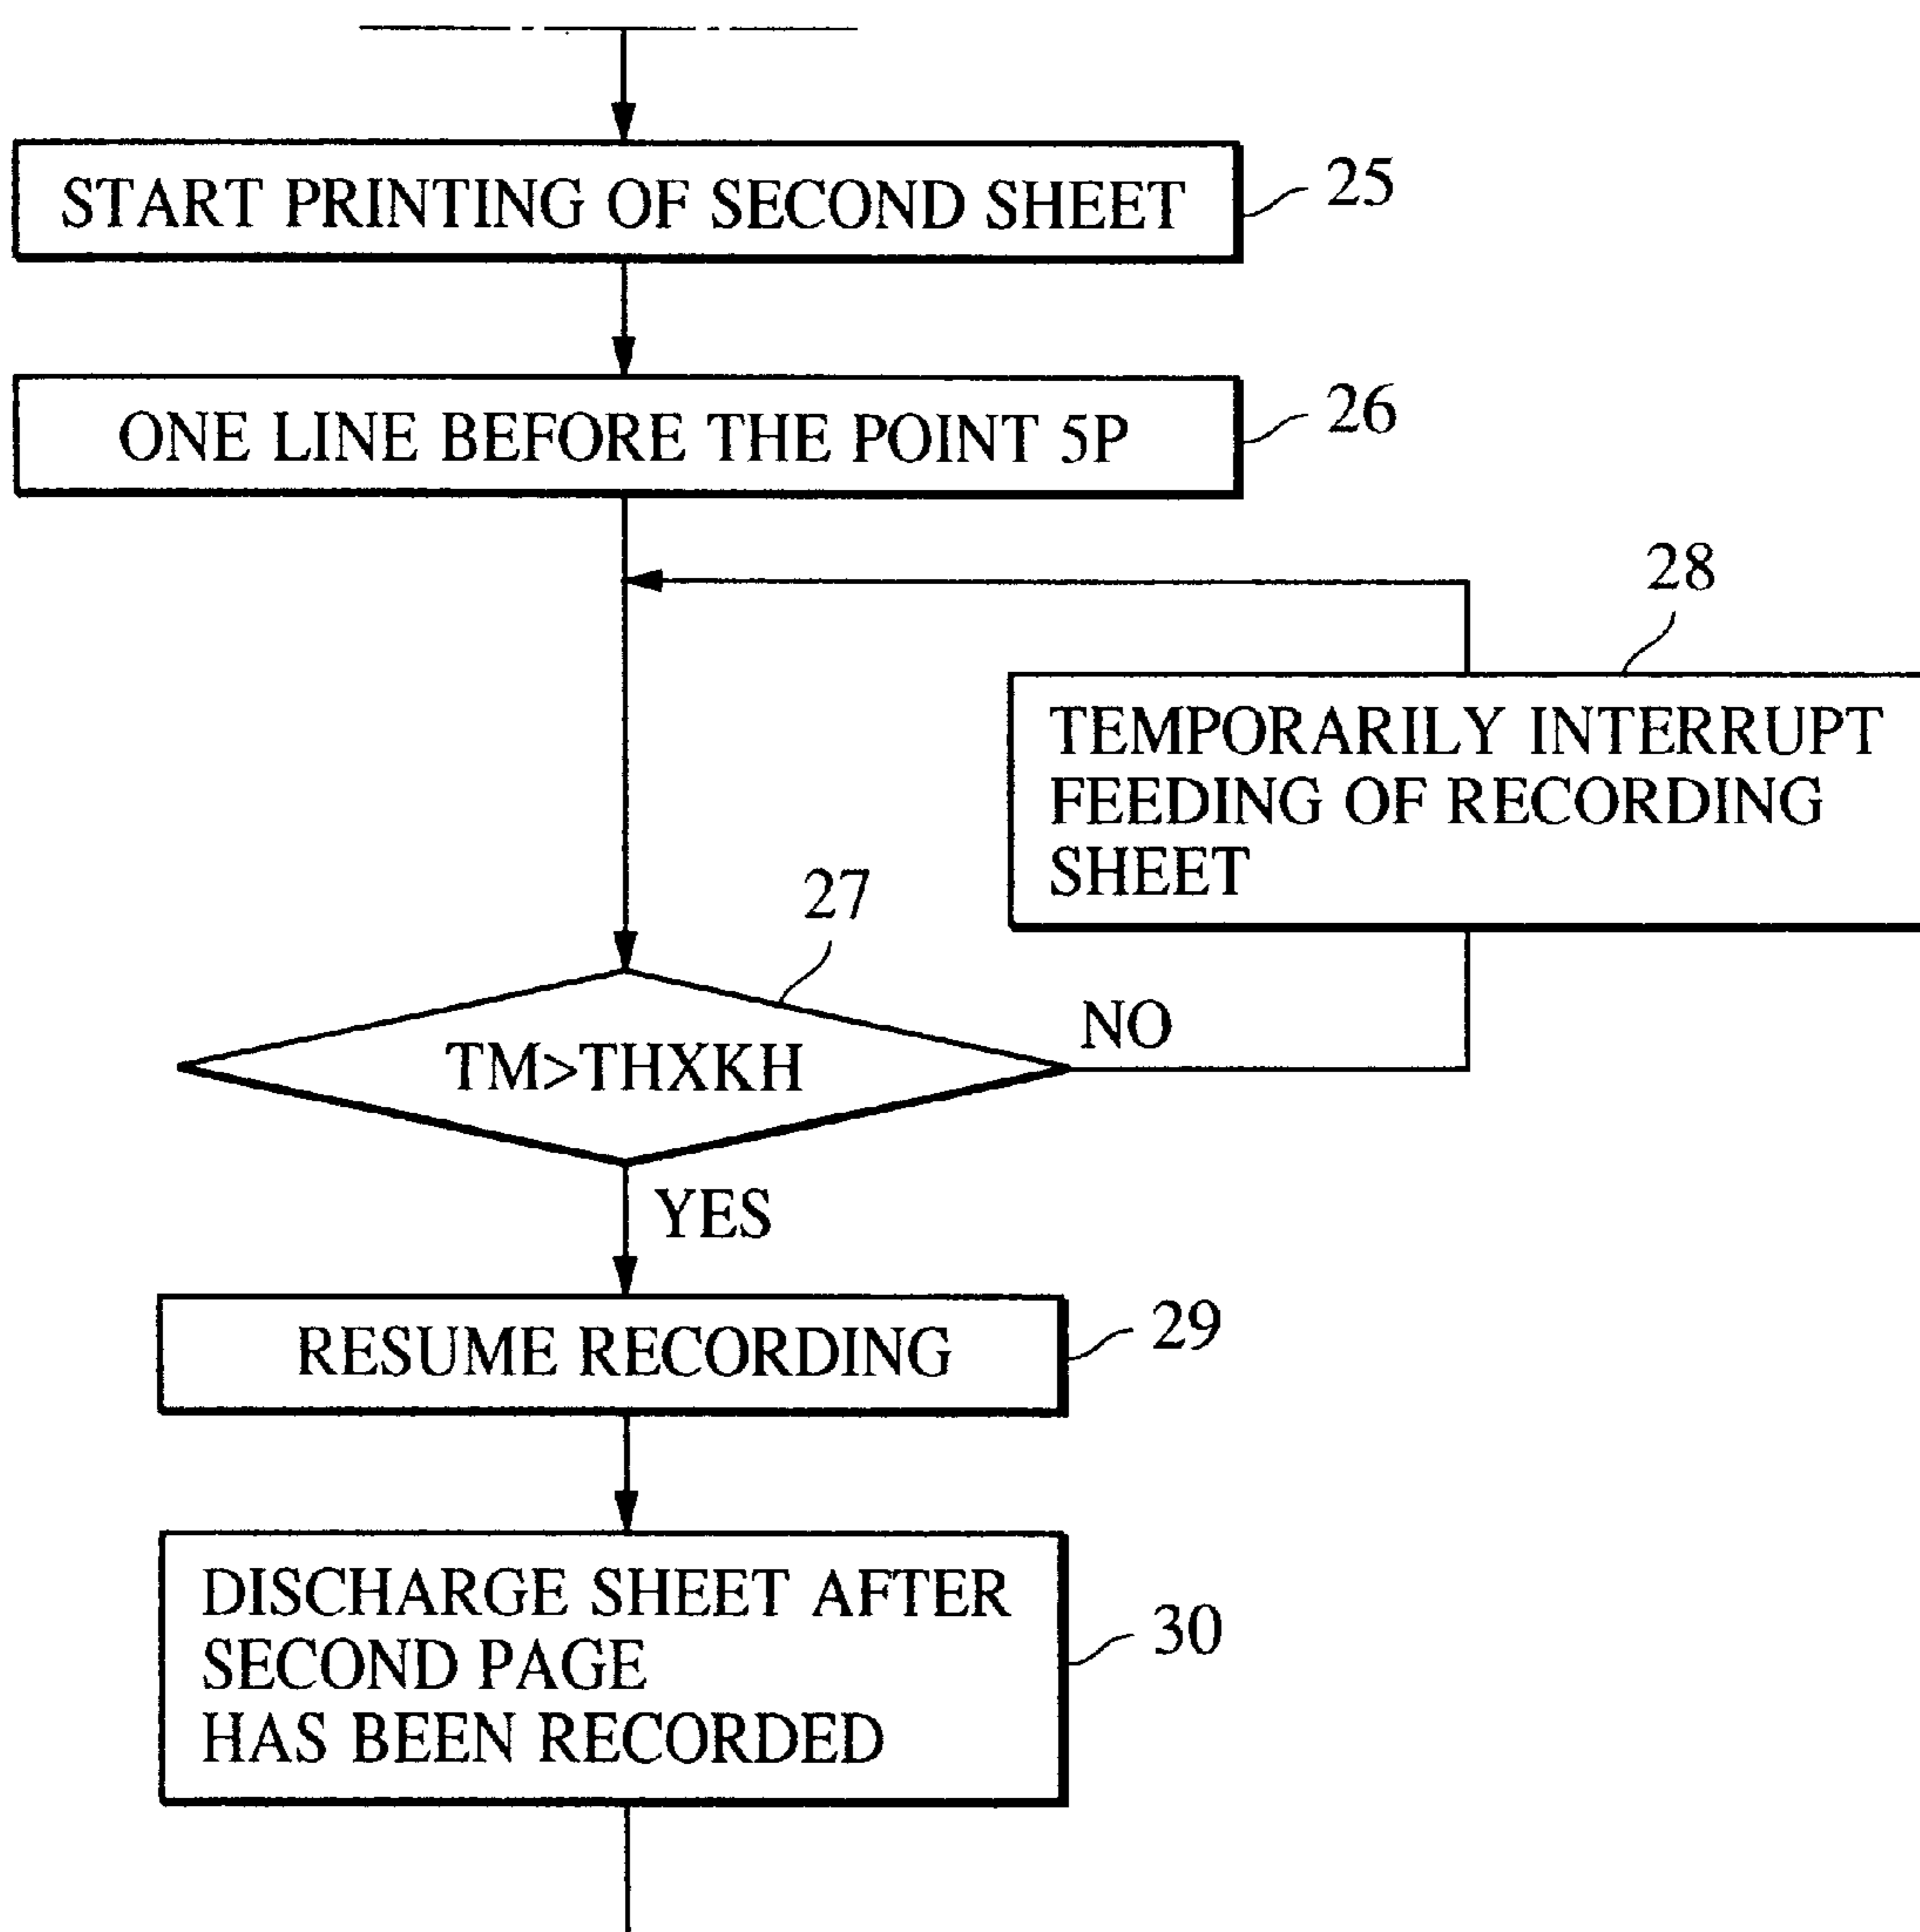 START PRINTING OF SECOND SHEET
25
ONE LINE BEFORE THE POINT 5P
26
28
TEMPORARILY INTERRUPT
FEEDING OF RECORDING
SHEET
27
TM>THXKH
NO
YES
RESUME RECORDING
29
DISCHARGE SHEET AFTER
SECOND PAGE
HAS BEEN RECORDED
30